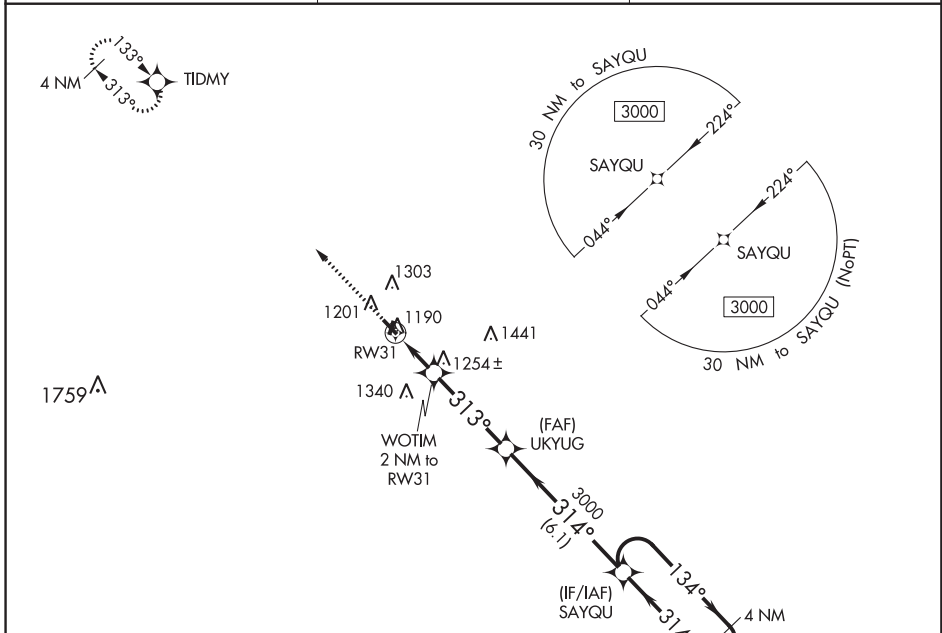 133°
4 NM
313°
TIDMY
30 NM to SAYQU
3000
224°
SAYQU
044°
224°
SAYQU
044°
3000
30 NM to SAYQU (NoPT)
1303
1201
1190
RW31
1441
1254±
1759
1340
313°
WOTIM
2 NM to
RW31
(FAF)
UKYUG
3000
314°
(6.1)
134°
(IF/IAF)
SAYQU
4 NM